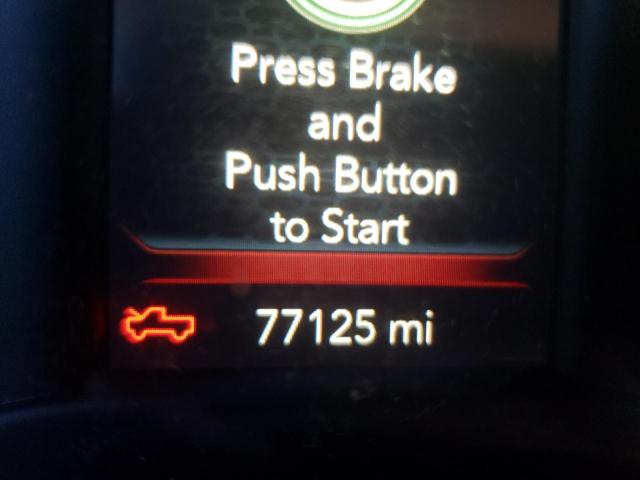 Press Brake
and
Push Button
to Start
77125 mi